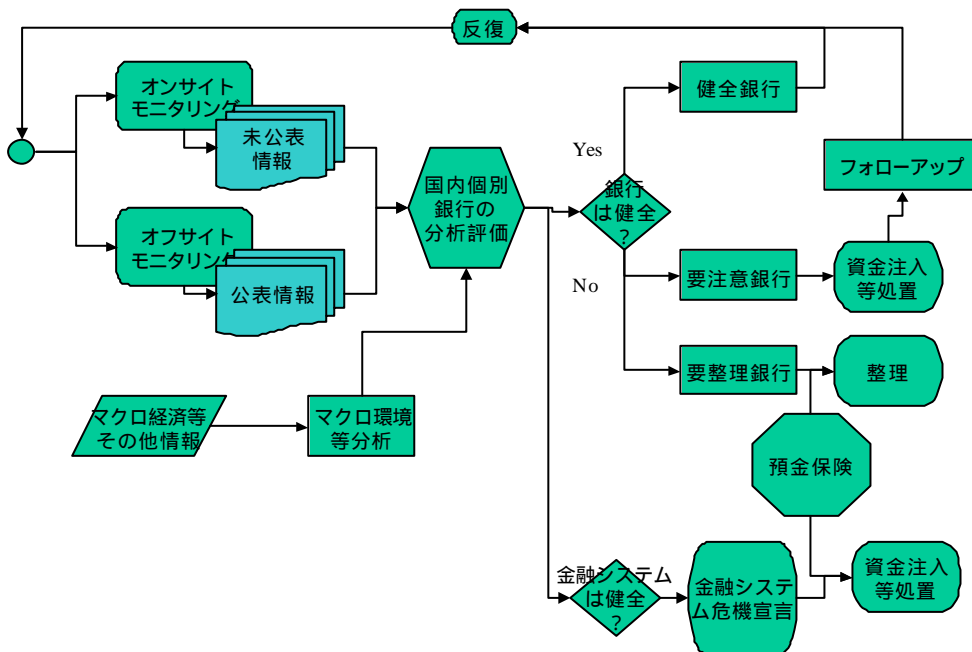 反復
オンサイト
モニタリング
未公表
情報
オフサイト
モニタリング
公表情報
マクロ経済等
その他情報
マクロ環境
等分析
国内個別
銀行の
分析評価
Yes
銀行
は健全
?
No
健全銀行
要注意銀行
要整理銀行
フォローアップ
資金注入
等処置
整理
預金保険
金融システム
は健全
?
金融システ
ム危機宣言
資金注入
等処置